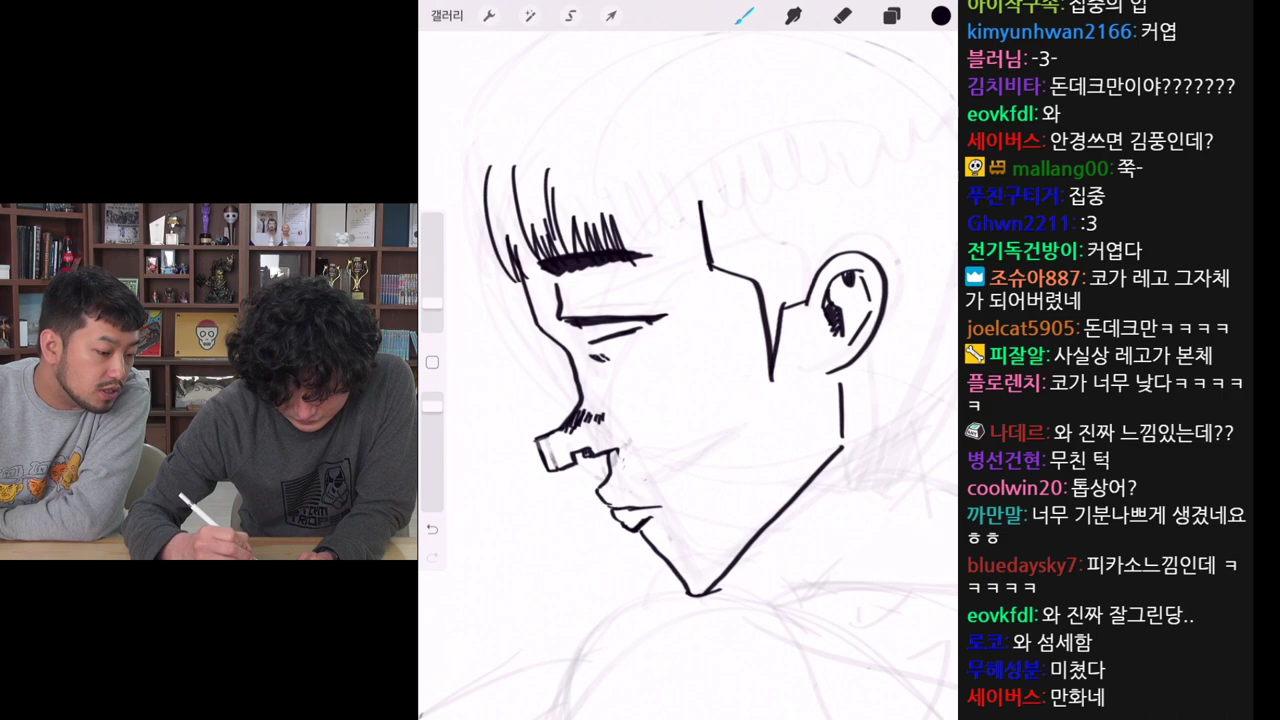 갤러리
아이작구독: 집중의 입
kimyunhwan2166: 커엽
블러님: -3-
김치비타: 돈데크만이야???????
eovkfdl: 와
세이버스: 안경쓰면 김풍인데?
mallang00: 쭉-
푸친구티거: 집중
Ghwn2211: :3
전기독건방이: 커엽다
조슈아887: 코가 레고 그자체
가 되어버렸네
joelcat5905: 돈데크만ㅋㅋㅋㅋ
피잘알: 사실상 레고가 본체
플로렌치: 코가 너무 낮다ㅋㅋㅋㅋ
ㅋ
나데르: 와 진짜 느낌있는데??
병선건현: 무친 턱
coolwin20: 톱상어?
까만말: 너무 기분나쁘게 생겼네요
ㅎㅎ
bluedaysky7: 피카소느낌인데 ㅋ
ㅋㅋㅋㅋ
eovkfdl: 와 진짜 잘그린당..
로코: 와 섬세함
무헤성분: 미쳤다
세이버스: 만화네